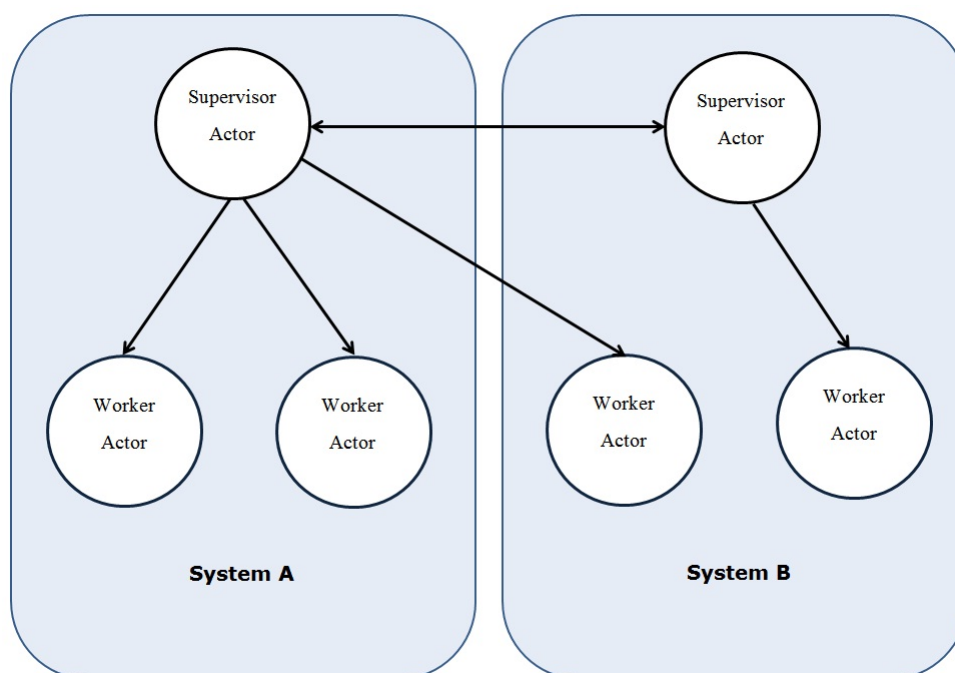 Supervisor
Actor
Supervisor
Actor
Worker
Actor
Worker
Actor
Worker
Actor
Worker
Actor
System A
System B